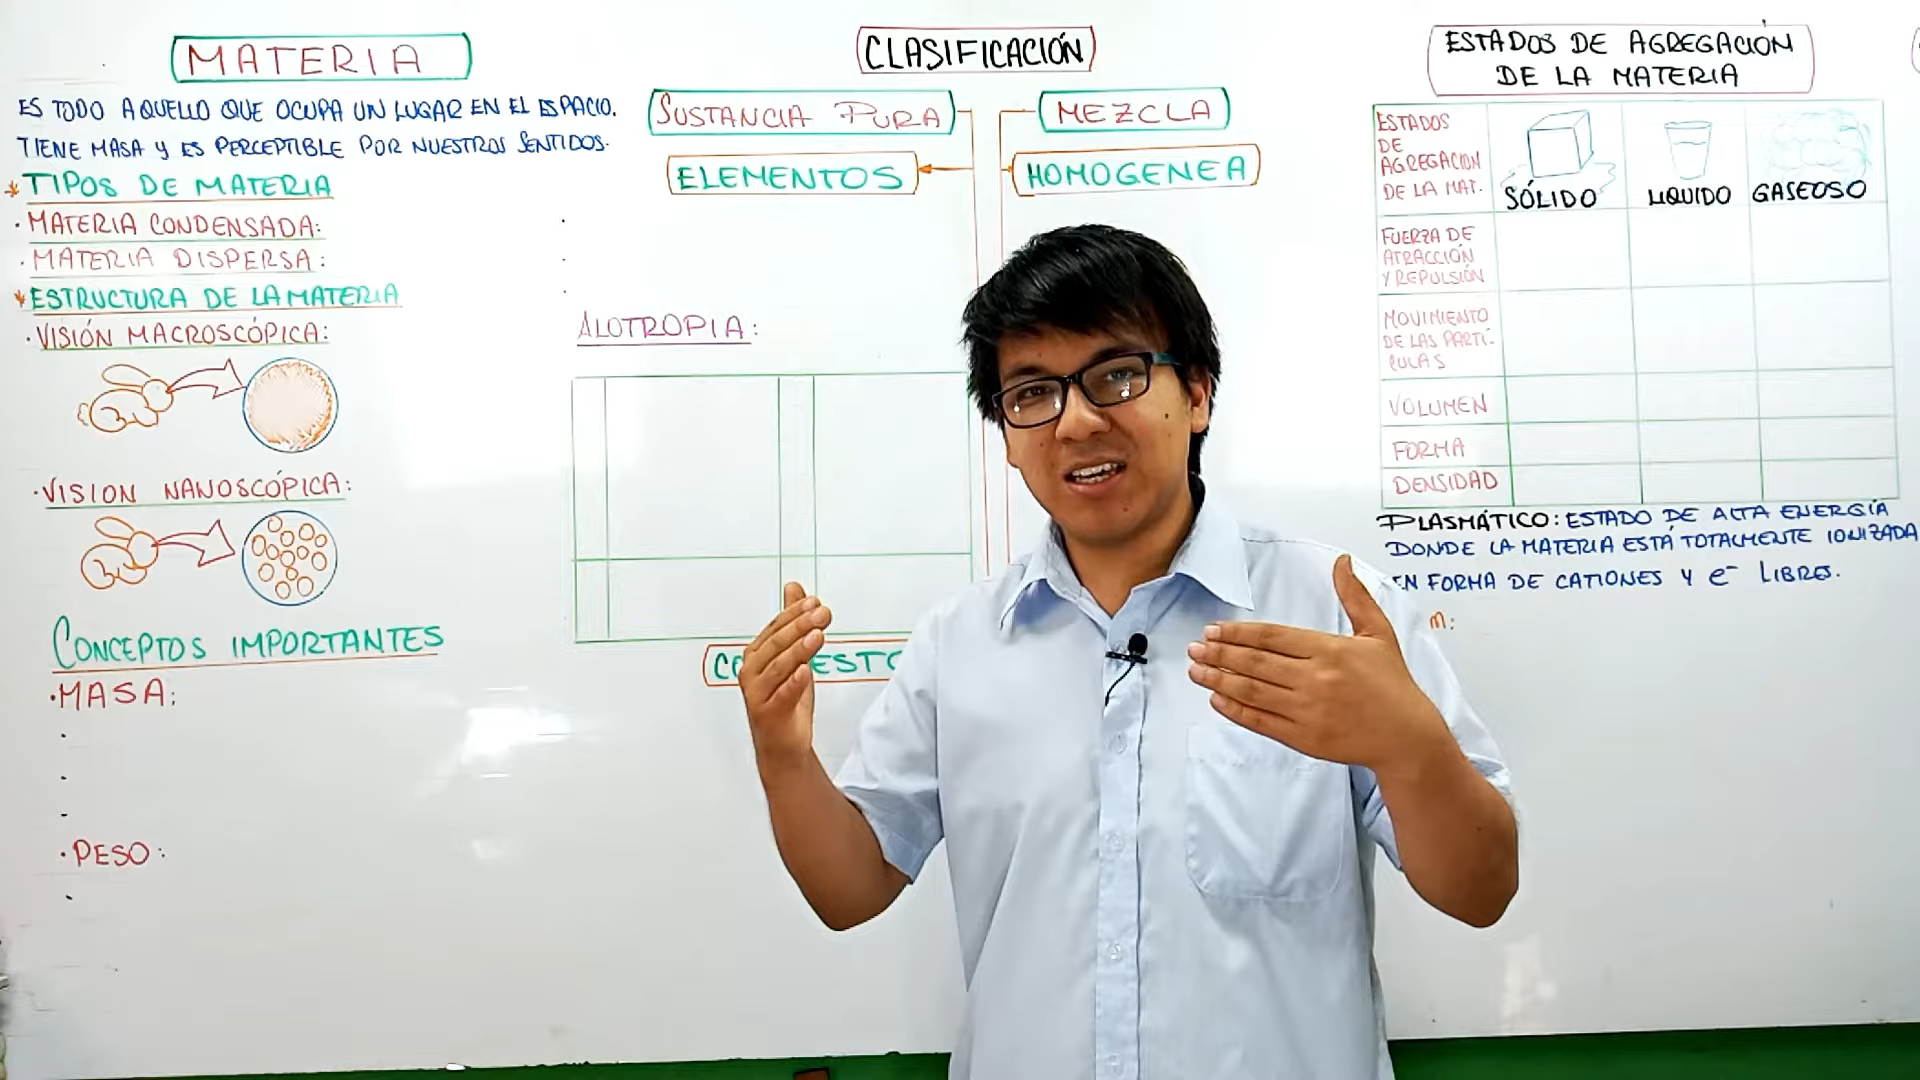 MATERIA
ES TODO AQUELLO QUE OCUPA UN LUGAR EN EL ESPACIO.
TIENE MASA Y ES PERCEPTIBLE POR NUESTROS SENTIDOS.
* TIPOS DE MATERIA
· MATERIA CONDENSADA:
· MATERIA DISPERSA:
* ESTRUCTURA DE LA MATERIA
· VISIÓN MACROSCÓPICA:
· VISION NANOSCÓPICA:
CONCEPTOS IMPORTANTES
· MASA:
· PESO:
CLASIFICACIÓN
SUSTANCIA PURA
MEZCLA
ELEMENTOS
HOMOGENEA
ALOTROPIA:
ESTADOS DE AGREGACIÓN
DE LA MATERIA
ESTADOS
DE
AGREGACION
DE LA MAT.
SÓLIDO
LIQUIDO
GASEOSO
FUERZA DE
ATRACCIÓN
Y REPULSIÓN
MOVIMIENTO
DE LAS PARTÍ-
CULAS
VOLUMEN
FORMA
DENSIDAD
PLASMÁTICO: ESTADO DE ALTA ENERGÍA
DONDE LA MATERIA ESTÁ TOTALMENTE IONIZADA
EN FORMA DE CATIONES Y e⁻ LIBRES.